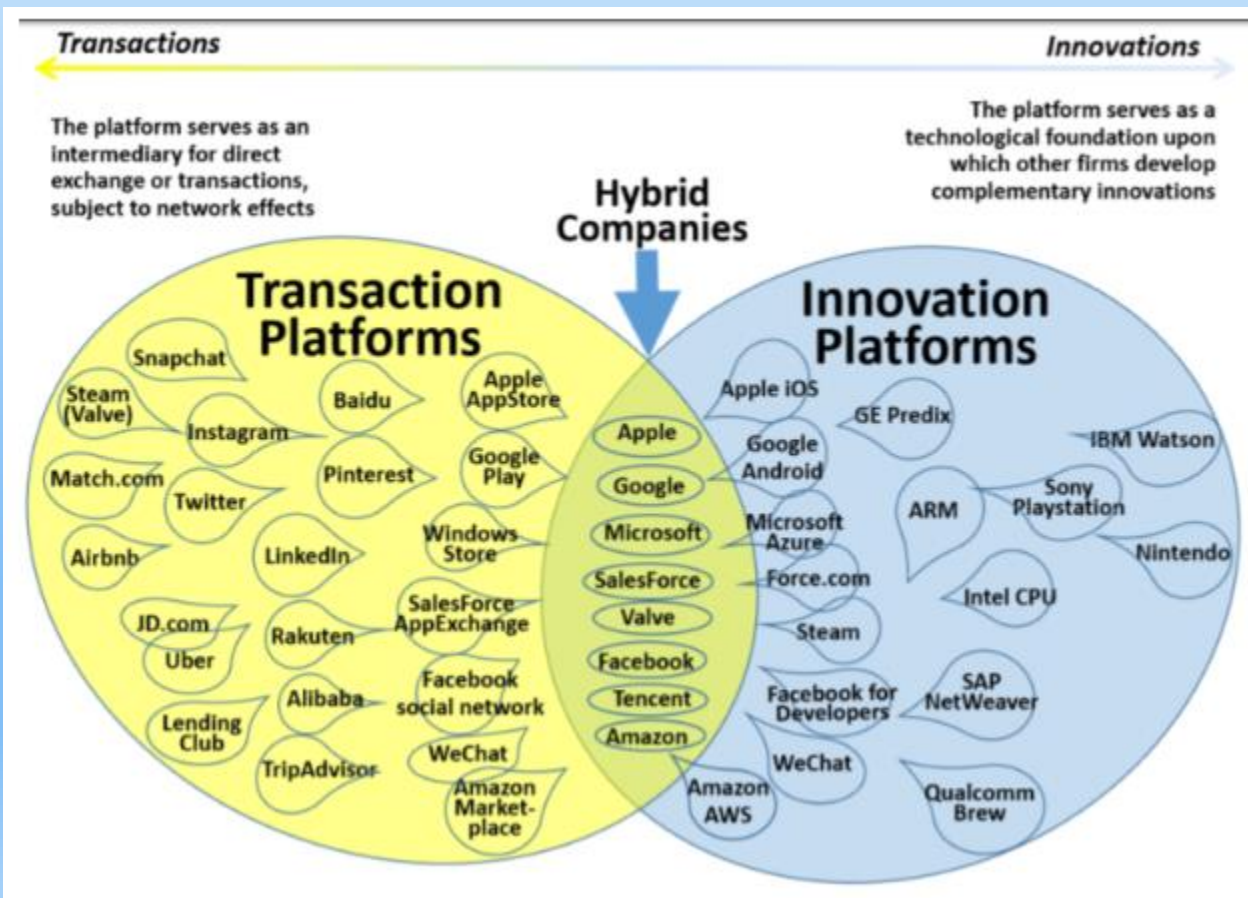 Transactions
Innovations
The platform serves as an
intermediary for direct
exchange or transactions,
subject to network effects
The platform serves as a
technological foundation upon
which other firms develop
complementary innovations
Hybrid
Companies
Transaction
Platforms
Snapchat
Steam
(Valve)
Instagram
Baidu
Apple
AppStore
Match.com
Twitter
Pinterest
Google
Play
Airbnb
LinkedIn
Windows
Store
JD.com
Uber
Rakuten
SalesForce
AppExchange
Alibaba
Facebook
social network
Lending
Club
TripAdvisor
WeChat
Amazon
Market-
place
Apple
Google
Microsoft
SalesForce
Valve
Facebook
Tencent
Amazon
Innovation
Platforms
Apple iOS
GE Predix
IBM Watson
Google
Android
ARM
Sony
Playstation
Microsoft
Azure
Nintendo
Force.com
Intel CPU
Steam
Facebook for
Developers
SAP
NetWeaver
WeChat
Amazon
AWS
Qualcomm
Brew